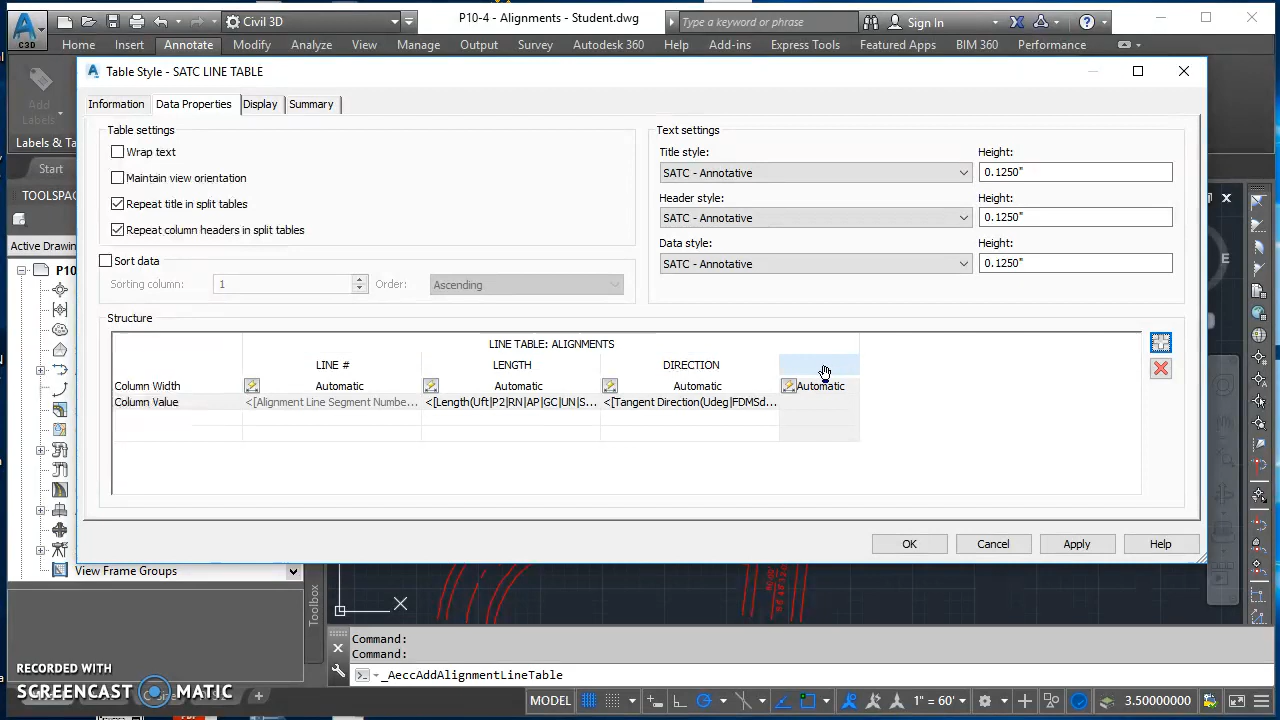 Civil 3D
P10-4 - Alignments - Student.dwg
Type a keyword or phrase
Sign In
C3D
Home Insert Annotate Modify Analyze View Manage Output Survey Autodesk 360 Help Add-ins Express Tools Featured Apps BIM 360 Performance
Table Style - SATC LINE TABLE
Information Data Properties Display Summary
Add
Labels
Labels & Ta
Start
TOOLSPA
Active Drawin
P10
Table settings
Wrap text
Maintain view orientation
Repeat title in split tables
Repeat column headers in split tables
Sort data
Sorting column: 1 Order: Ascending
Text settings
Title style: Height:
SATC - Annotative 0.1250"
Header style: Height:
SATC - Annotative 0.1250"
Data style: Height:
SATC - Annotative 0.1250"
Structure
LINE TABLE: ALIGNMENTS
LINE # LENGTH DIRECTION
Column Width Automatic Automatic Automatic Automatic
Column Value <[Alignment Line Segment Numbe... <[Length(Uft|P2|RN|AP|GC|UN|S... <[Tangent Direction(Udeg|FDMSd...
OK Cancel Apply Help
E
View Frame Groups
Toolbox
Command:
Command:
_AeccAddAlignmentLineTable
RECORDED WITH
SCREENCAST MATIC
MODEL 1" = 60' 3.50000000